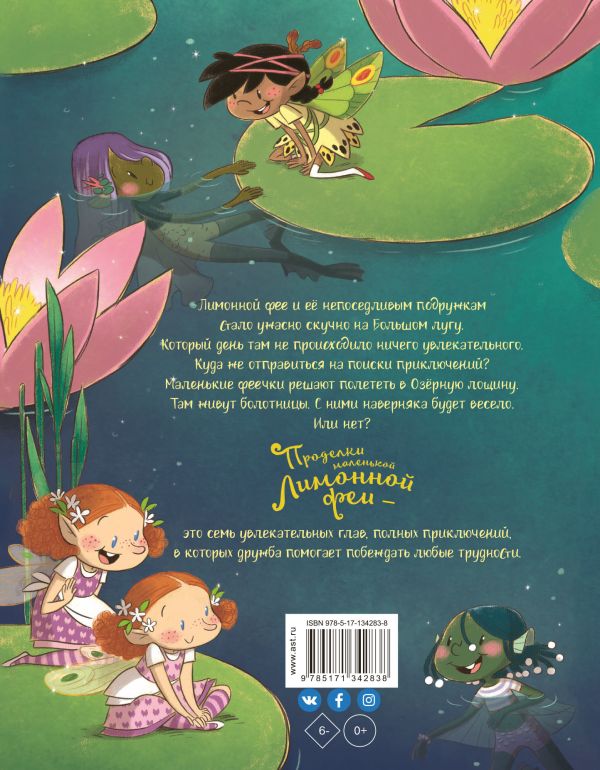 Лимонной фее и её непоседливым подружкам
стало ужасно скучно на Большом лугу.
Который день там не происходило ничего увлекательного.
Куда же отправиться на поиски приключений?
Маленькие феечки решают полететь в Озёрную лощину.
Там живут болотницы. С ними наверняка будет весело.
Или нет?
Проделки
маленькой
Лимонной
феи –
это семь увлекательных глав, полных приключений,
в которых дружба помогает побеждать любые трудности.
www.ast.ru
ISBN 978-5-17-134283-8
9 785171 342838
6-
0+